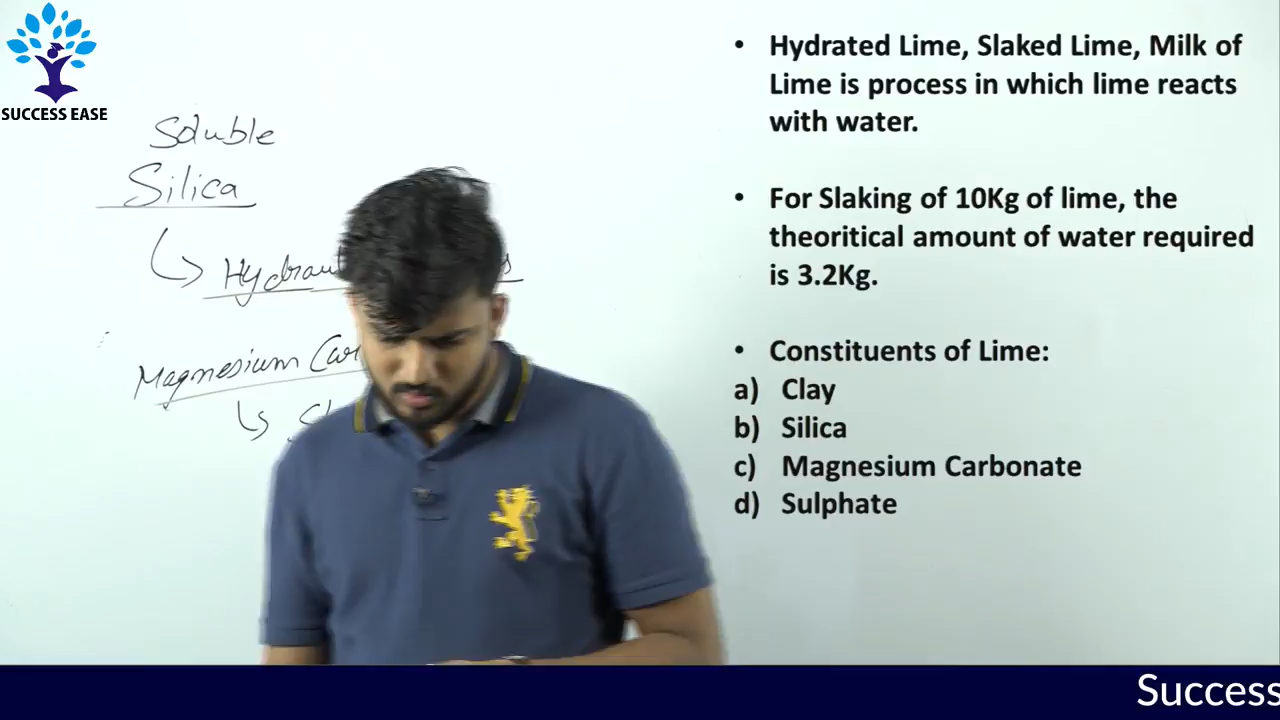 SUCCESS EASE
Soluble
Silica
Magnesium
• Hydrated Lime, Slaked Lime, Milk of
Lime is process in which lime reacts
with water.
• For Slaking of 10Kg of lime, the
theoritical amount of water required
is 3.2Kg.
• Constituents of Lime:
a) Clay
b) Silica
c) Magnesium Carbonate
d) Sulphate
Success